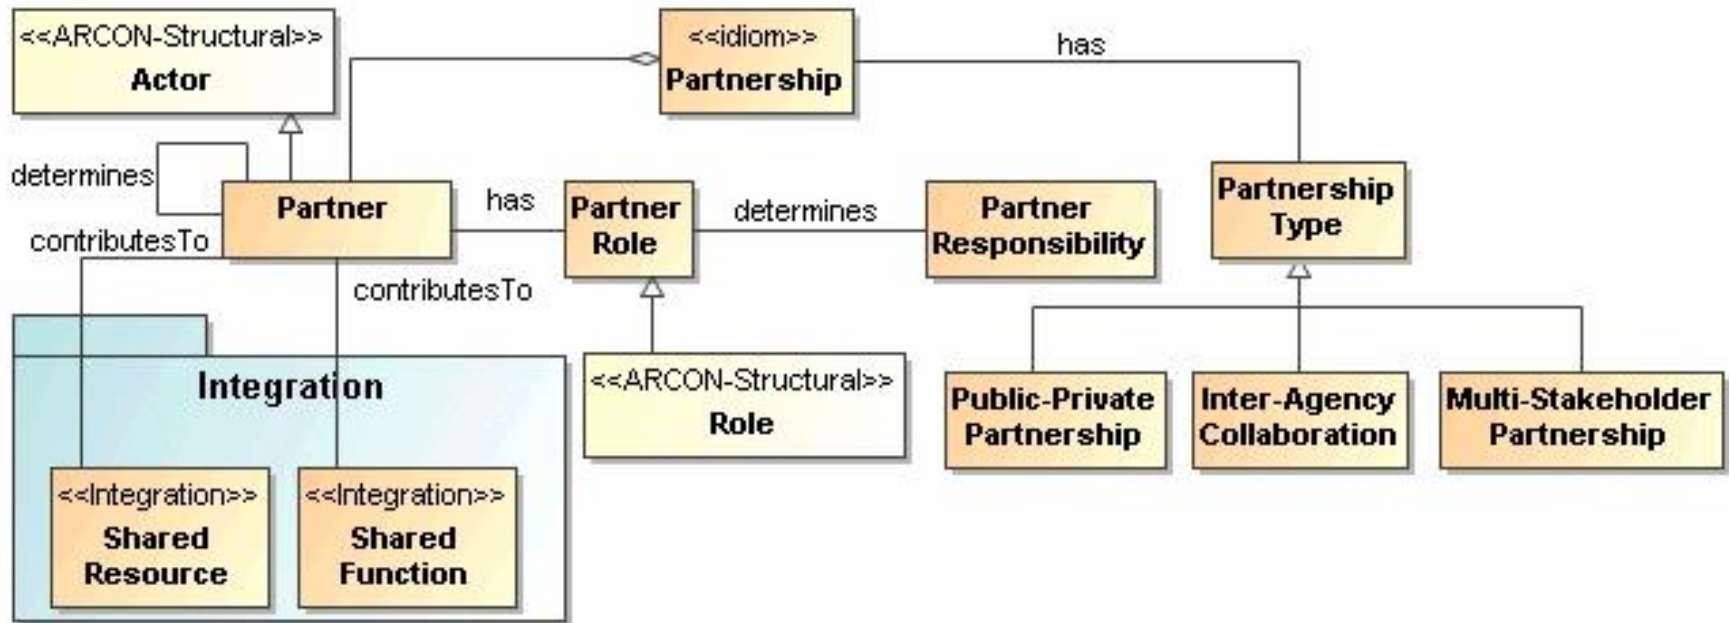 <<ARCON-Structural>>
Actor
<<idiom>>
Partnership
has
determines
Partner
has
Partner
Role
determines
Partner
Responsibility
Partnership
Type
contributesTo
contributesTo
Integration
<<ARCON-Structural>>
Role
Public-Private
Partnership
Inter-Agency
Collaboration
Multi-Stakeholder
Partnership
<<Integration>>
Shared
Resource
<<Integration>>
Shared
Function